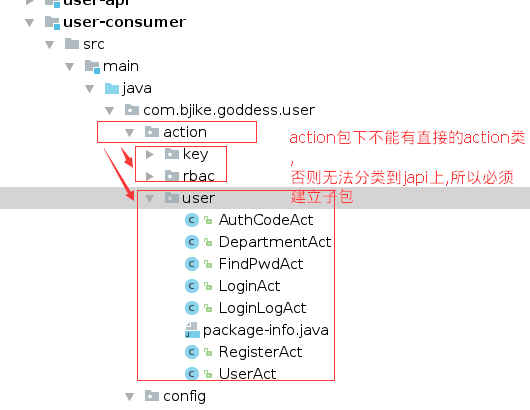 user-api
user-consumer
src
main
java
com.bjike.goddess.user
action
action包下不能有直接的action类
,
key
否则无法分类到japi上,所以必须
rbac
建立子包
user
AuthCodeAct
DepartmentAct
FindPwdAct
LoginAct
LoginLogAct
package-info.java
RegisterAct
UserAct
config